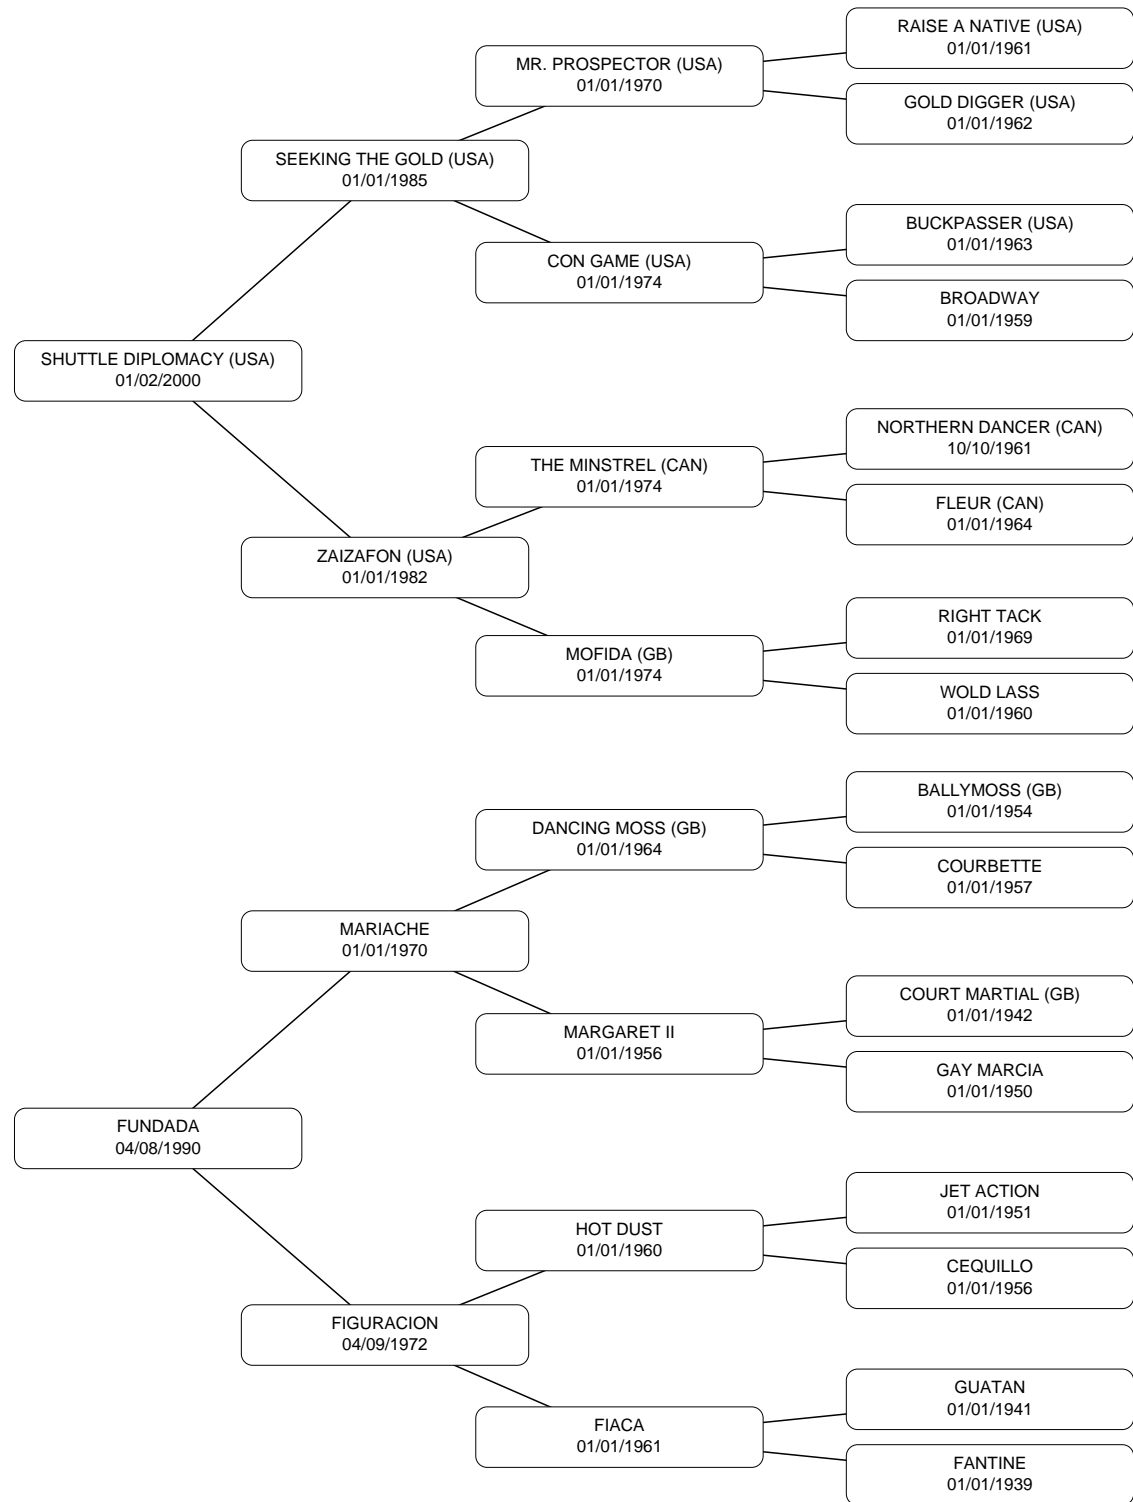 RAISE A NATIVE (USA)
01/01/1961
MR. PROSPECTOR (USA)
01/01/1970
GOLD DIGGER (USA)
01/01/1962
SEEKING THE GOLD (USA)
01/01/1985
BUCKPASSER (USA)
01/01/1963
CON GAME (USA)
01/01/1974
BROADWAY
01/01/1959
SHUTTLE DIPLOMACY (USA)
01/02/2000
NORTHERN DANCER (CAN)
10/10/1961
THE MINSTREL (CAN)
01/01/1974
FLEUR (CAN)
01/01/1964
ZAIZAFON (USA)
01/01/1982
RIGHT TACK
01/01/1969
MOFIDA (GB)
01/01/1974
WOLD LASS
01/01/1960
BALLYMOSS (GB)
01/01/1954
DANCING MOSS (GB)
01/01/1964
COURBETTE
01/01/1957
MARIACHE
01/01/1970
COURT MARTIAL (GB)
01/01/1942
MARGARET II
01/01/1956
GAY MARCIA
01/01/1950
FUNDADA
04/08/1990
JET ACTION
01/01/1951
HOT DUST
01/01/1960
CEQUILLO
01/01/1956
FIGURACION
04/09/1972
GUATAN
01/01/1941
FIACA
01/01/1961
FANTINE
01/01/1939